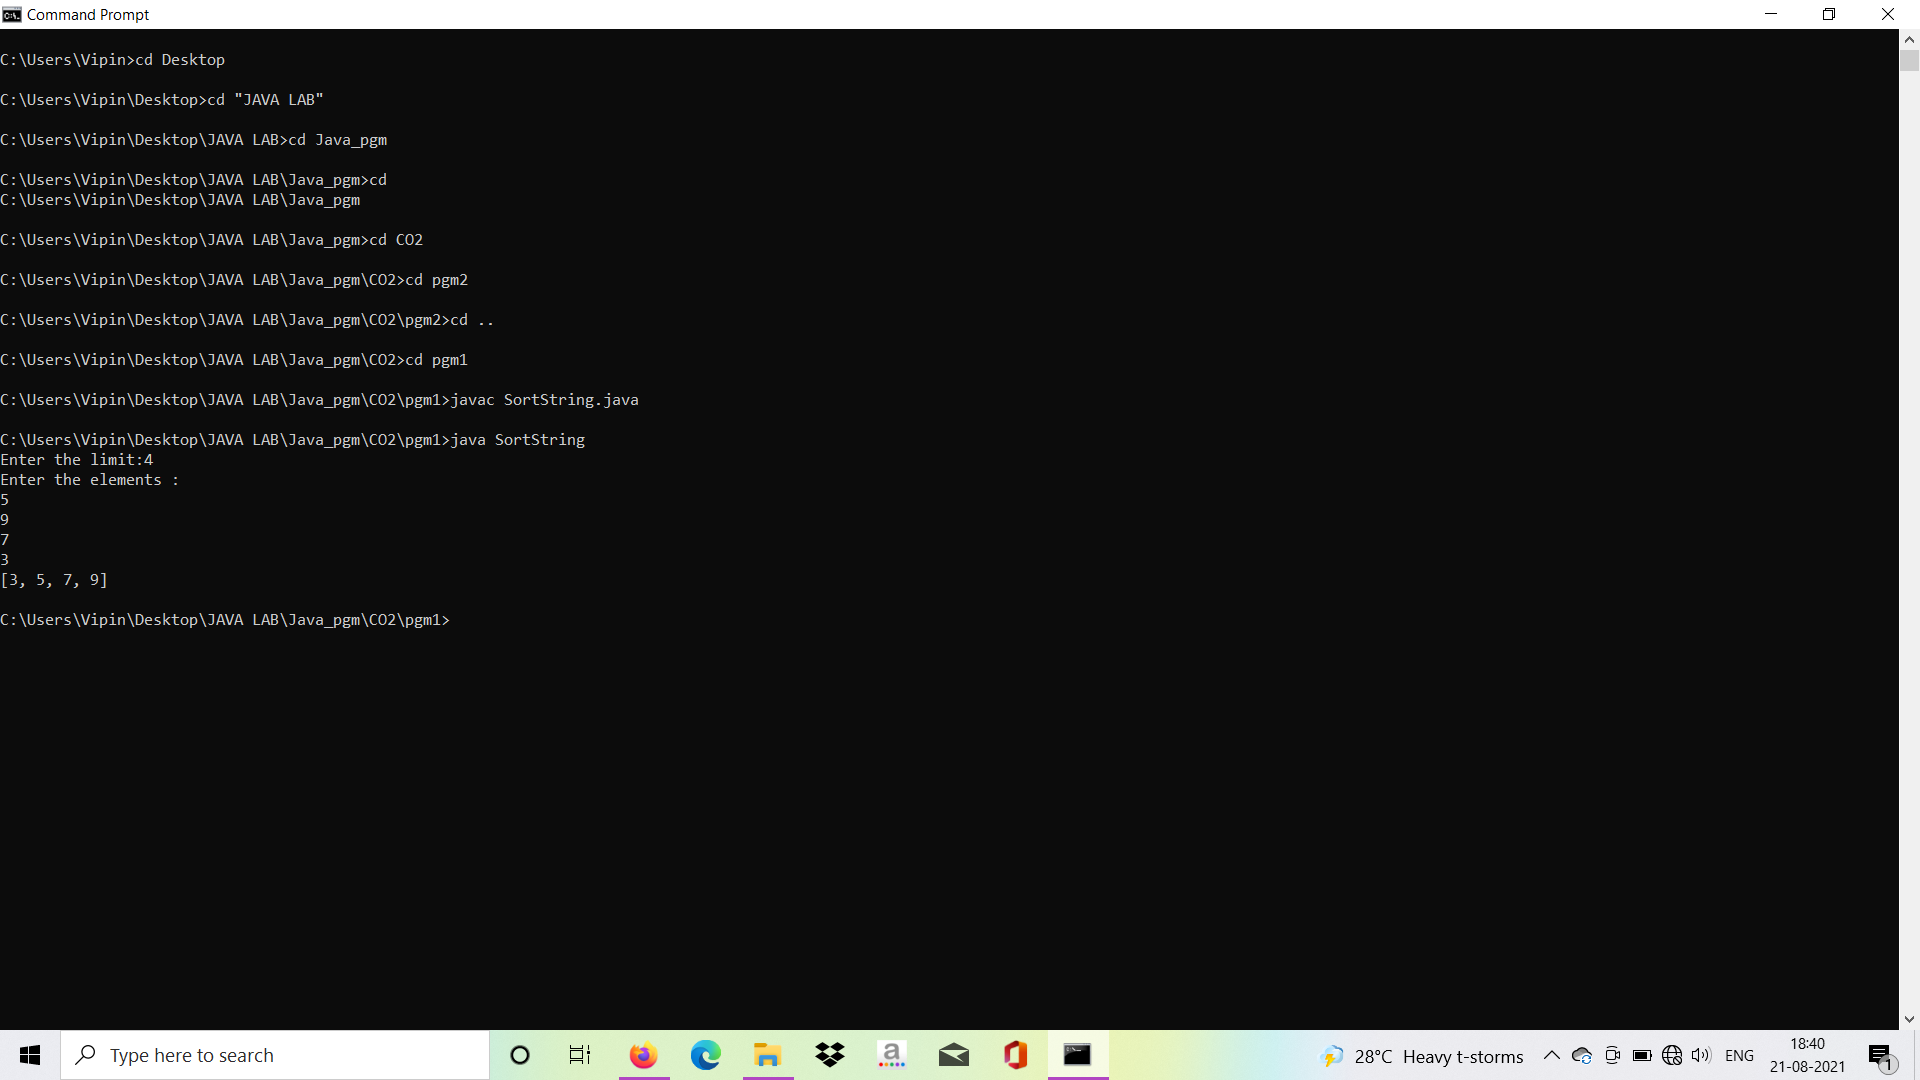 Command Prompt
C:\Users\Vipin>cd Desktop
C:\Users\Vipin\Desktop>cd "JAVA LAB"
C:\Users\Vipin\Desktop\JAVA LAB>cd Java_pgm
C:\Users\Vipin\Desktop\JAVA LAB\Java_pgm>cd
C:\Users\Vipin\Desktop\JAVA LAB\Java_pgm
C:\Users\Vipin\Desktop\JAVA LAB\Java_pgm>cd CO2
C:\Users\Vipin\Desktop\JAVA LAB\Java_pgm\CO2>cd pgm2
C:\Users\Vipin\Desktop\JAVA LAB\Java_pgm\CO2\pgm2>cd ..
C:\Users\Vipin\Desktop\JAVA LAB\Java_pgm\CO2>cd pgm1
C:\Users\Vipin\Desktop\JAVA LAB\Java_pgm\CO2\pgm1>javac SortString.java
C:\Users\Vipin\Desktop\JAVA LAB\Java_pgm\CO2\pgm1>java SortString
Enter the limit:4
Enter the elements :
5
9
7
3
[3, 5, 7, 9]
C:\Users\Vipin\Desktop\JAVA LAB\Java_pgm\CO2\pgm1>
Type here to search
a
28°C Heavy t-storms
ENG
18:40
21-08-2021
1